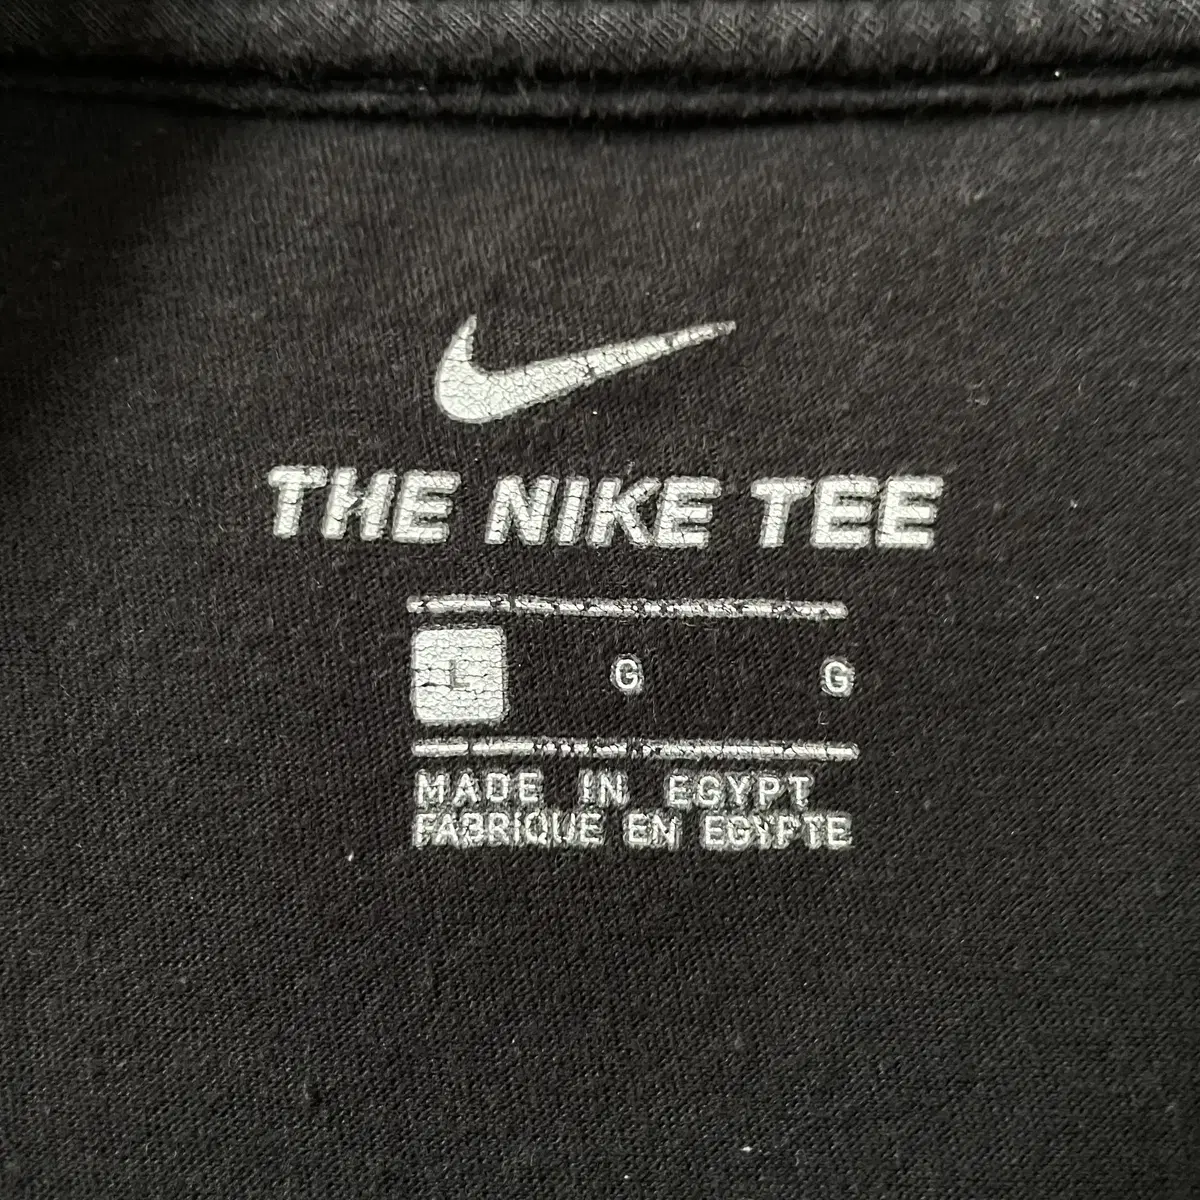 THE NIKE TEE
L G G
MADE IN EGYPT
FABRIQUE EN EGYPTE